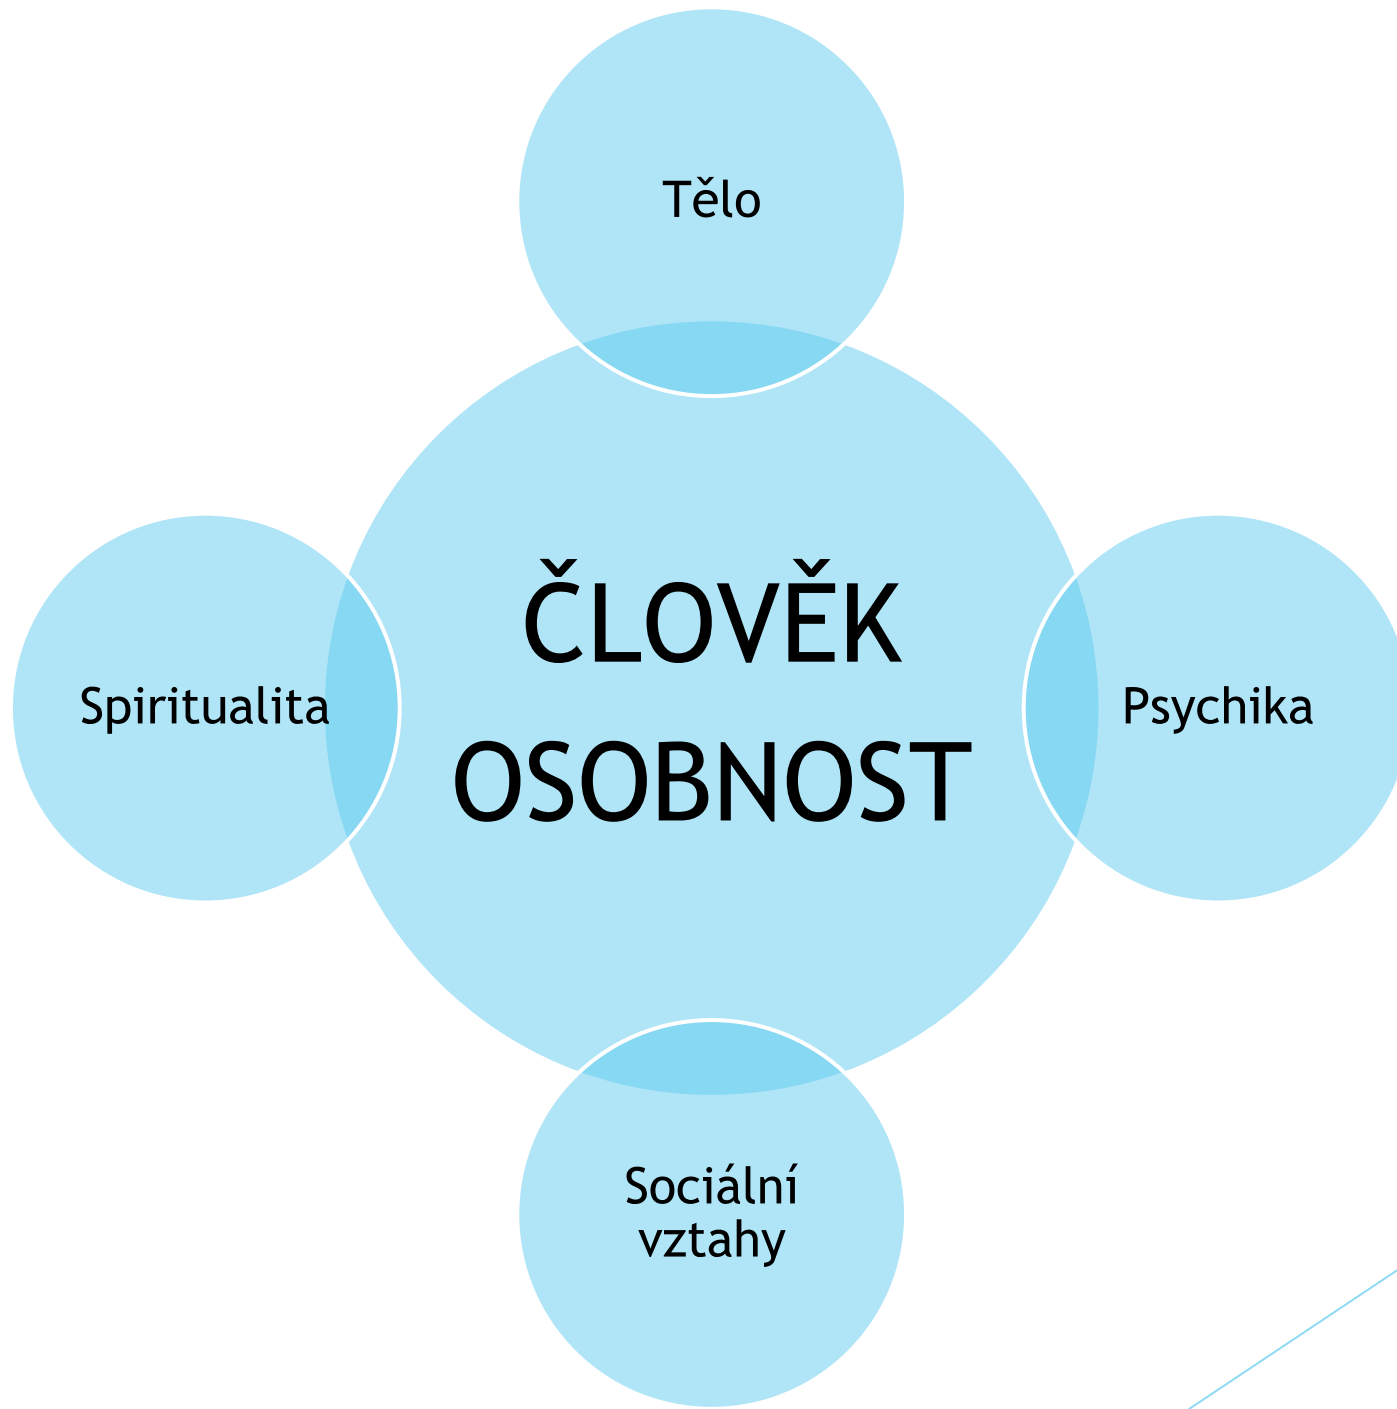 Tělo
Spiritualita
ČLOVĚK
OSOBNOST
Psychika
Sociální
vztahy